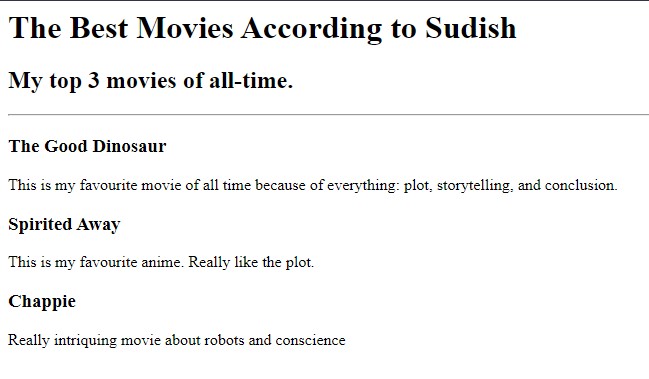 The Best Movies According to Sudish
My top 3 movies of all-time.
The Good Dinosaur
This is my favourite movie of all time because of everything: plot, storytelling, and conclusion.
Spirited Away
This is my favourite anime. Really like the plot.
Chappie
Really intriquing movie about robots and conscience